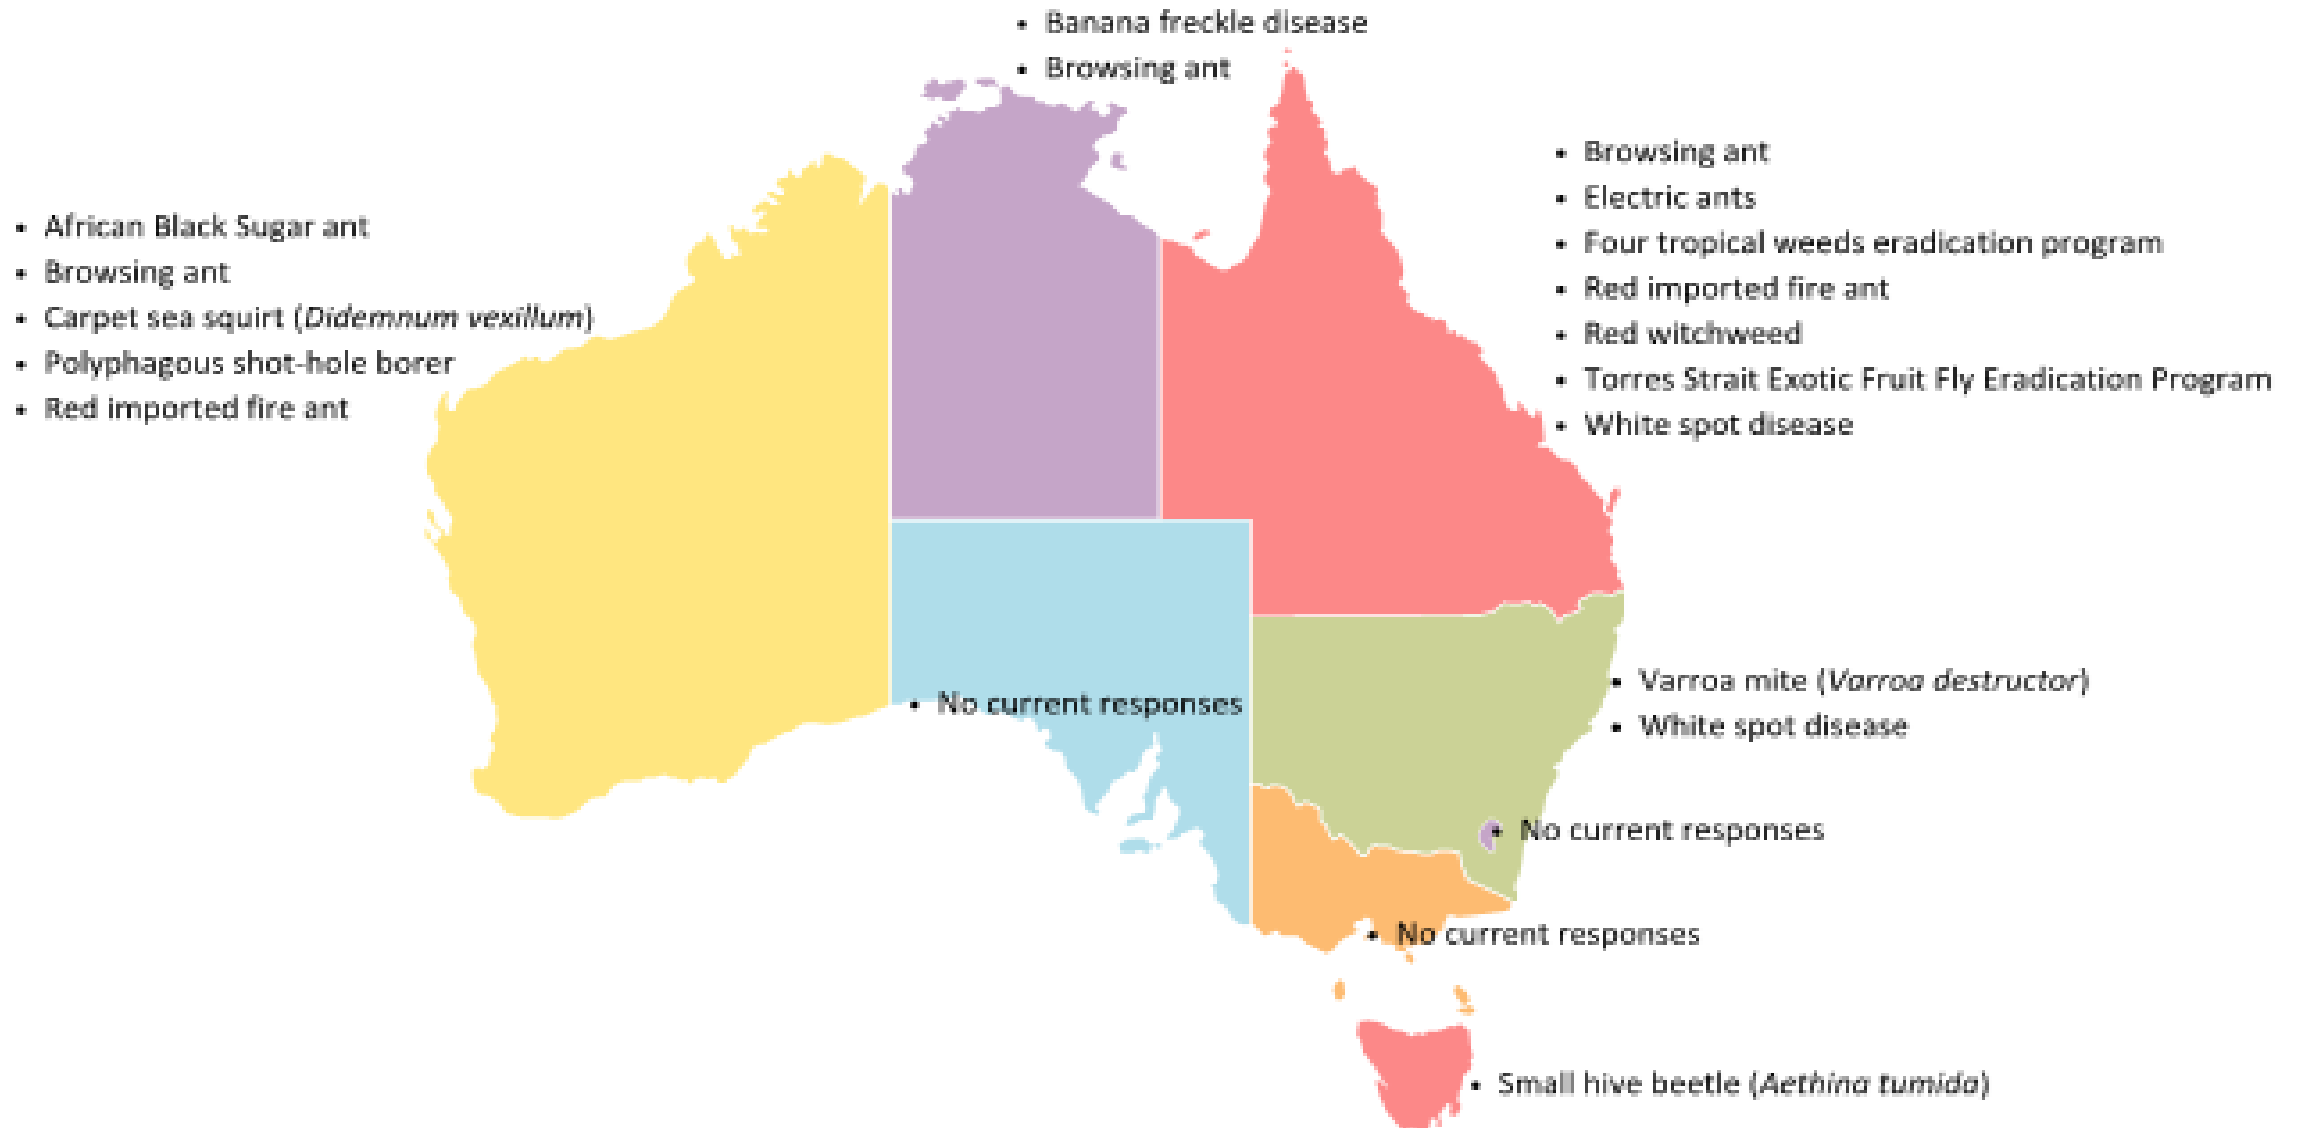 • Banana freckle disease
• Browsing ant
• African Black Sugar ant
• Browsing ant
• Carpet sea squirt (Didemnum vexillum)
• Polyphagous shot-hole borer
• Red imported fire ant
• Browsing ant
• Electric ants
• Four tropical weeds eradication program
• Red imported fire ant
• Red witchweed
• Torres Strait Exotic Fruit Fly Eradication Program
• White spot disease
• No current responses
• Varroa mite (Varroa destructor)
• White spot disease
• No current responses
• No current responses
• Small hive beetle (Aethina tumida)